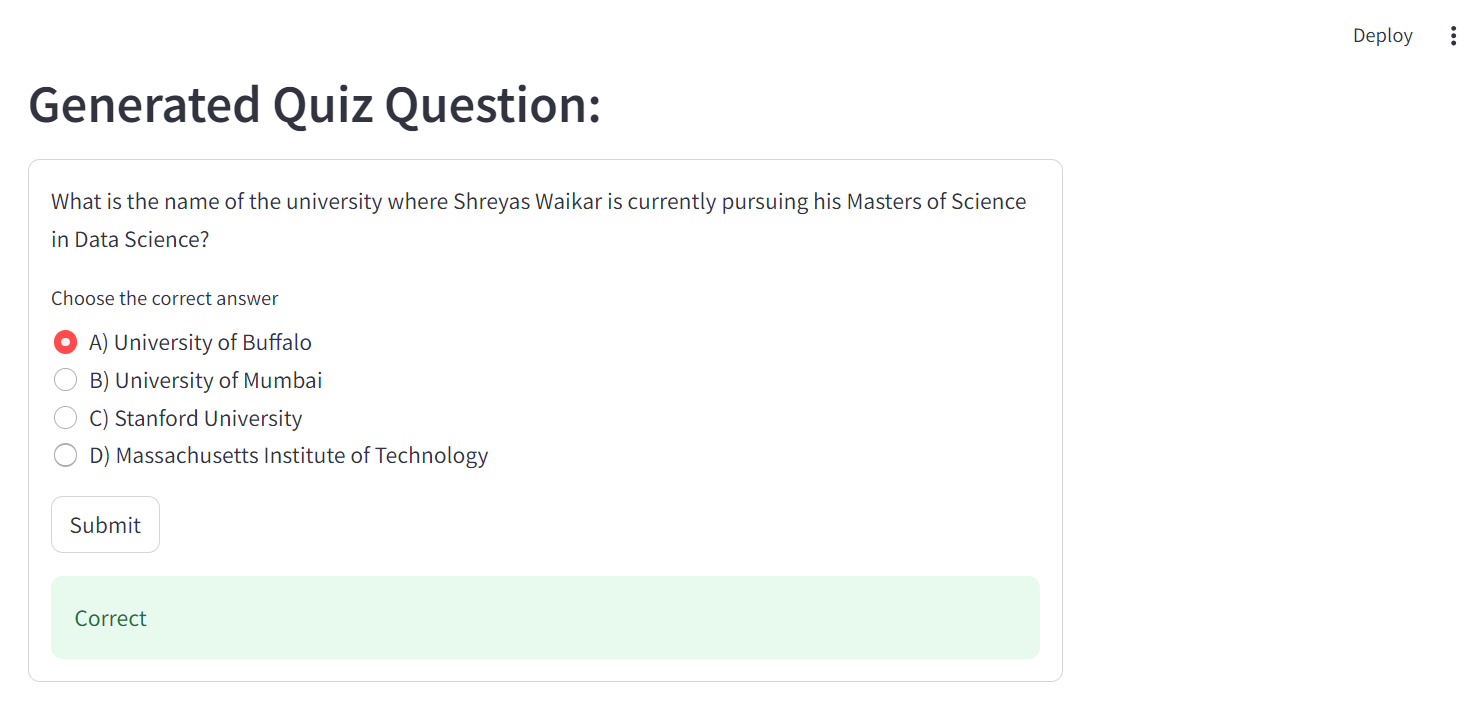 Deploy
Generated Quiz Question:
What is the name of the university where Shreyas Waikar is currently pursuing his Masters of Science
in Data Science?
Choose the correct answer
A) University of Buffalo
B) University of Mumbai
C) Stanford University
D) Massachusetts Institute of Technology
Submit
Correct